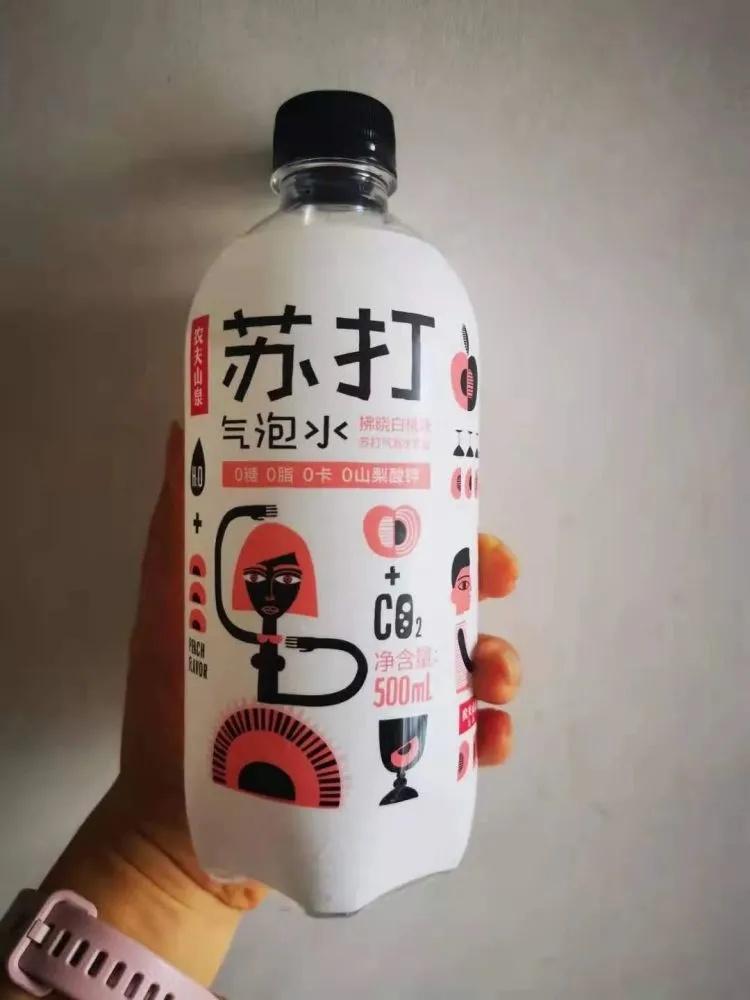 农夫山泉
苏打
气泡水
拂晓白桃味
苏打气泡水饮品
0糖 0脂 0卡 0山梨酸钾
H2O
+
PEACH
FLAVOR
+
CO2
净含量:
500mL